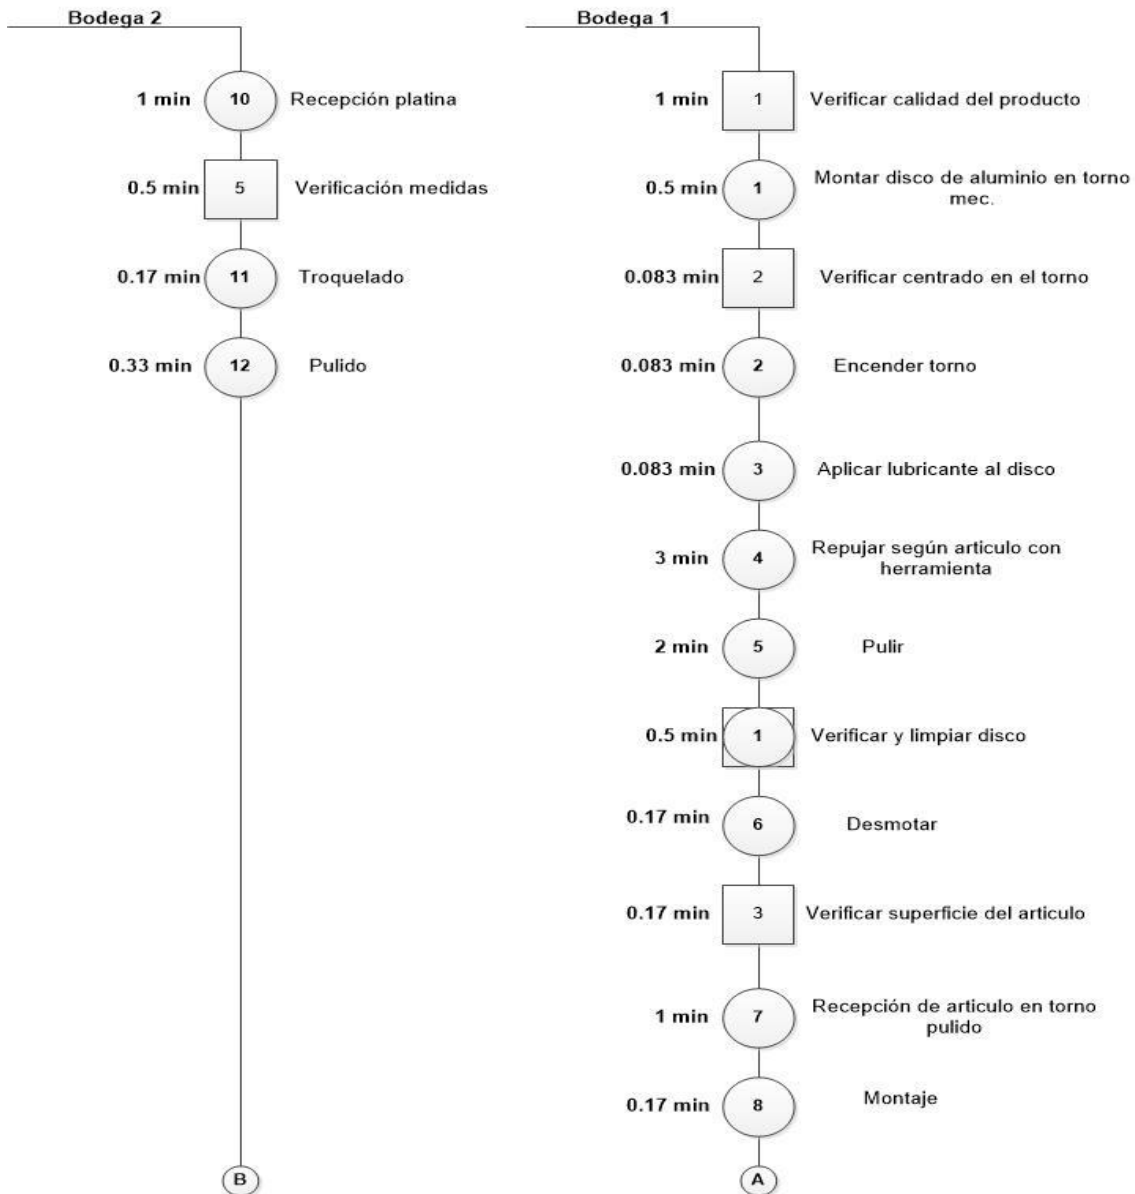 Bodega 2
1 min 10 Recepción platina
0.5 min 5 Verificación medidas
0.17 min 11 Troquelado
0.33 min 12 Pulido
B
Bodega 1
1 min 1 Verificar calidad del producto
0.5 min 1 Montar disco de aluminio en torno
mec.
0.083 min 2 Verificar centrado en el torno
0.083 min 2 Encender torno
0.083 min 3 Aplicar lubricante al disco
3 min 4 Repujar según articulo con
herramienta
2 min 5 Pulir
0.5 min 1 Verificar y limpiar disco
0.17 min 6 Desmotar
0.17 min 3 Verificar superficie del articulo
1 min 7 Recepción de articulo en torno
pulido
0.17 min 8 Montaje
A